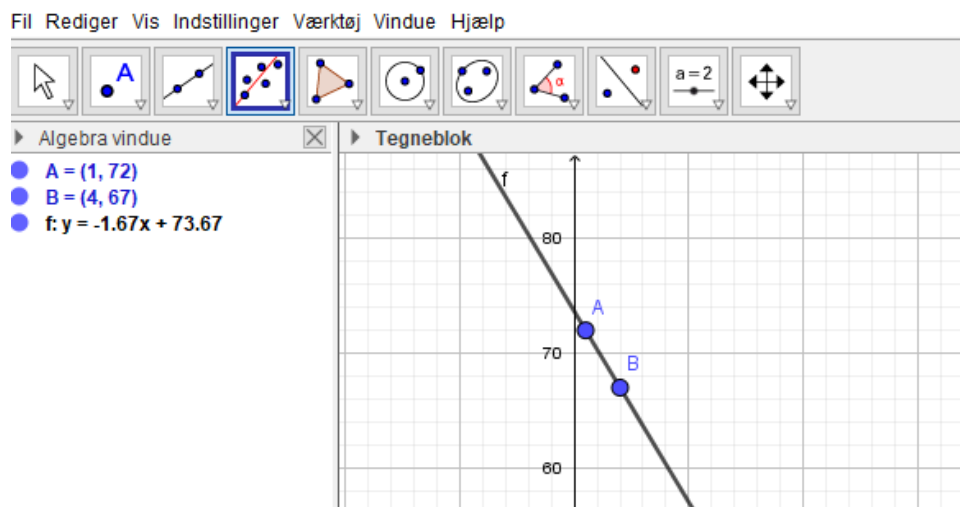 Fil Rediger Vis Indstillinger Værktøj Vindue Hjælp
A α a = 2
Algebra vindue
Tegneblok
A = (1, 72)
B = (4, 67)
f: y = -1.67x + 73.67
f
80
A
70
B
60